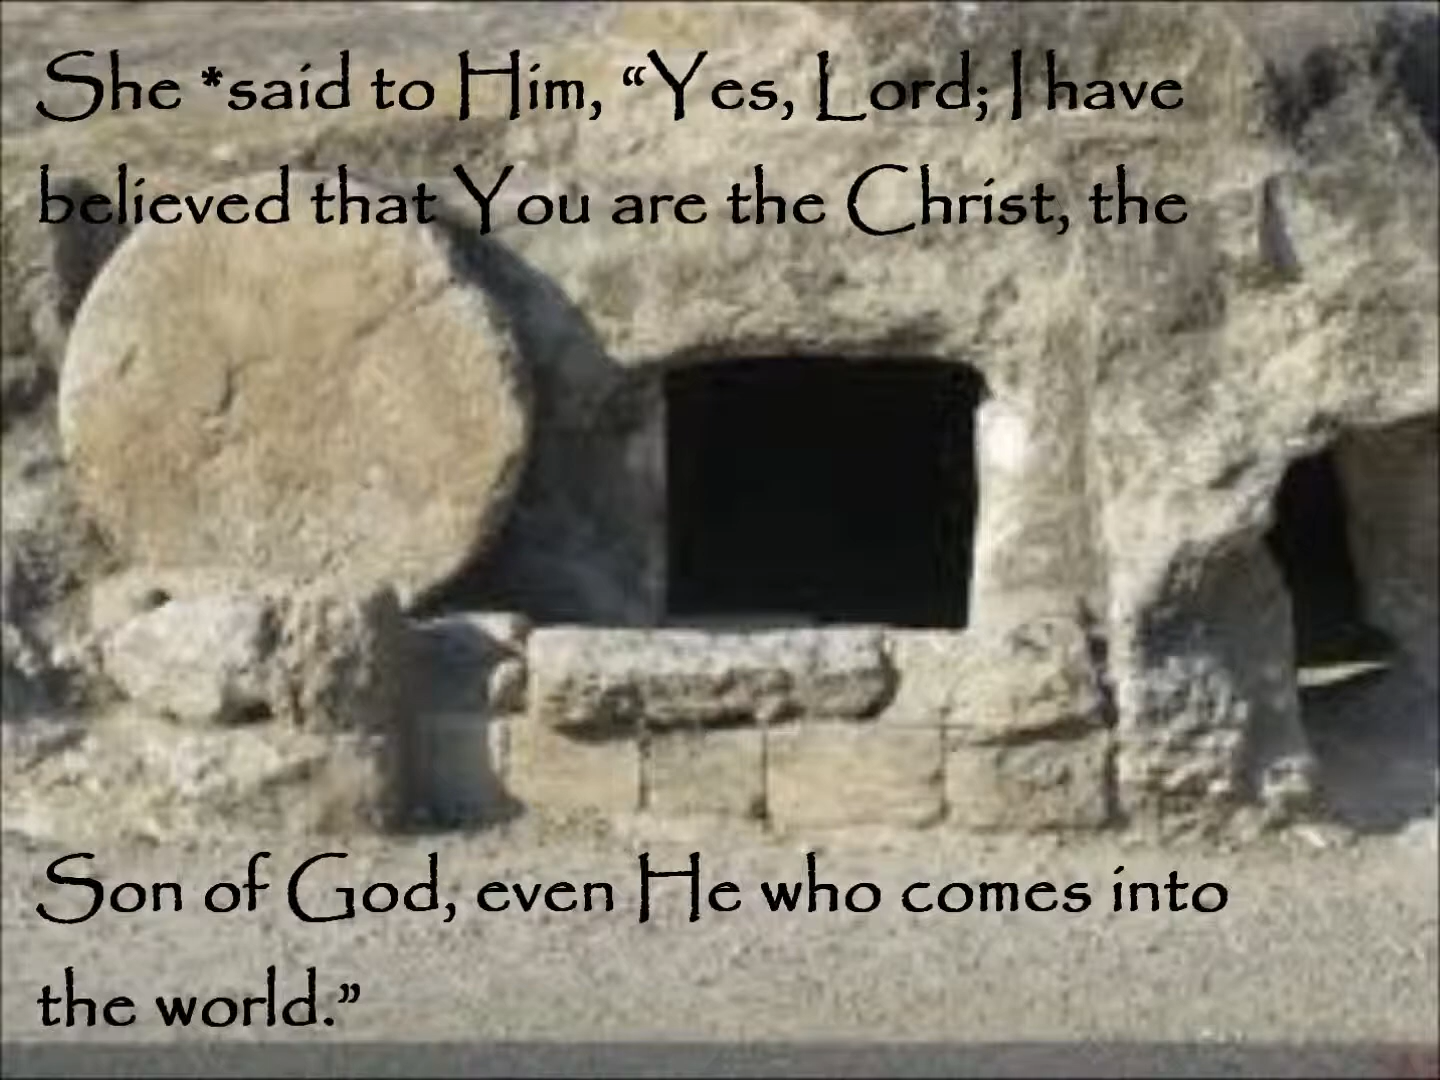 She *said to Him, “Yes, Lord; I have
believed that You are the Christ, the
Son of God, even He who comes into
the world.”